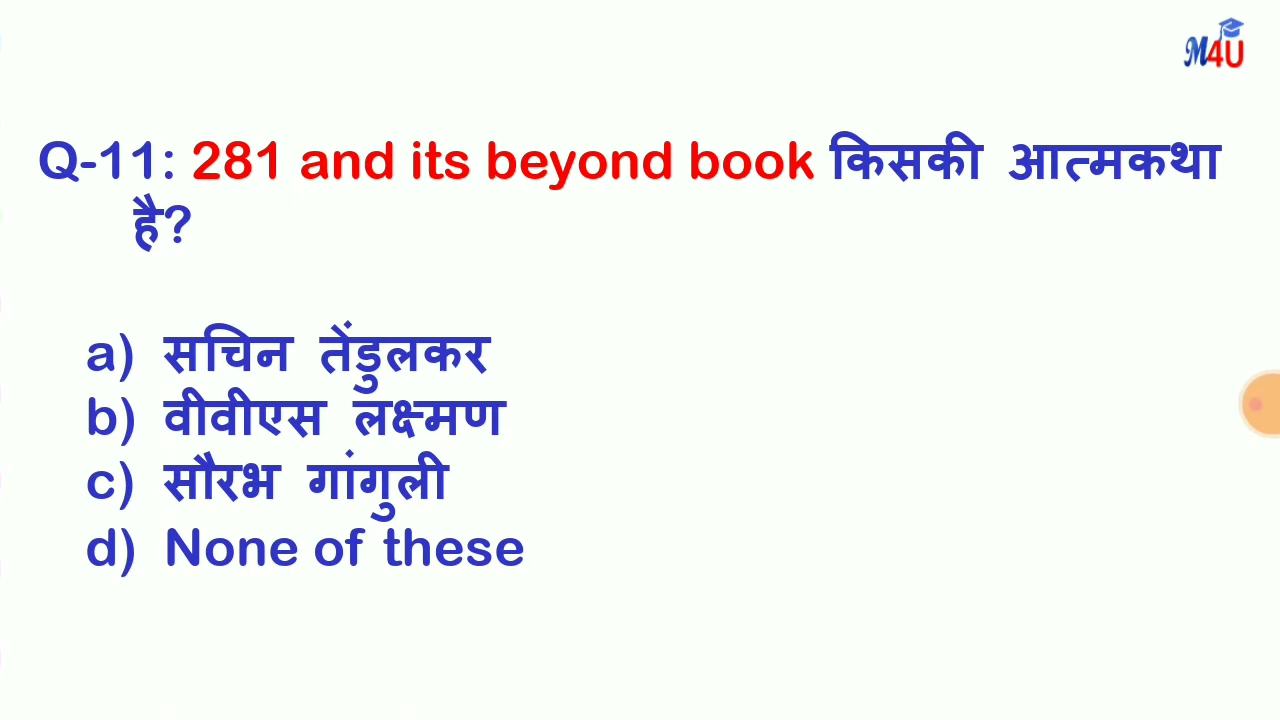 M4U
Q-11: 281 and its beyond book किसकी आत्मकथा
है?
a) सचिन तेंडुलकर
b) वीवीएस लक्ष्मण
c) सौरभ गांगुली
d) None of these